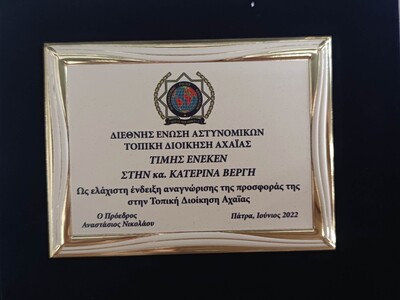 ΔΙΕΘΝΗΣ ΕΝΩΣΗ ΑΣΤΥΝΟΜΙΚΩΝ
ΤΟΠΙΚΗ ΔΙΟΙΚΗΣΗ ΑΧΑΪΑΣ
ΤΙΜΗΣ ΕΝΕΚΕΝ
ΣΤΗΝ κα. ΚΑΤΕΡΙΝΑ ΒΕΡΓΗ
Ως ελάχιστη ένδειξη αναγνώρισης της προσφοράς της
στην Τοπική Διοίκηση Αχαΐας
Ο Πρόεδρος
Αναστάσιος Νικολάου
Πάτρα, Ιούνιος 2022